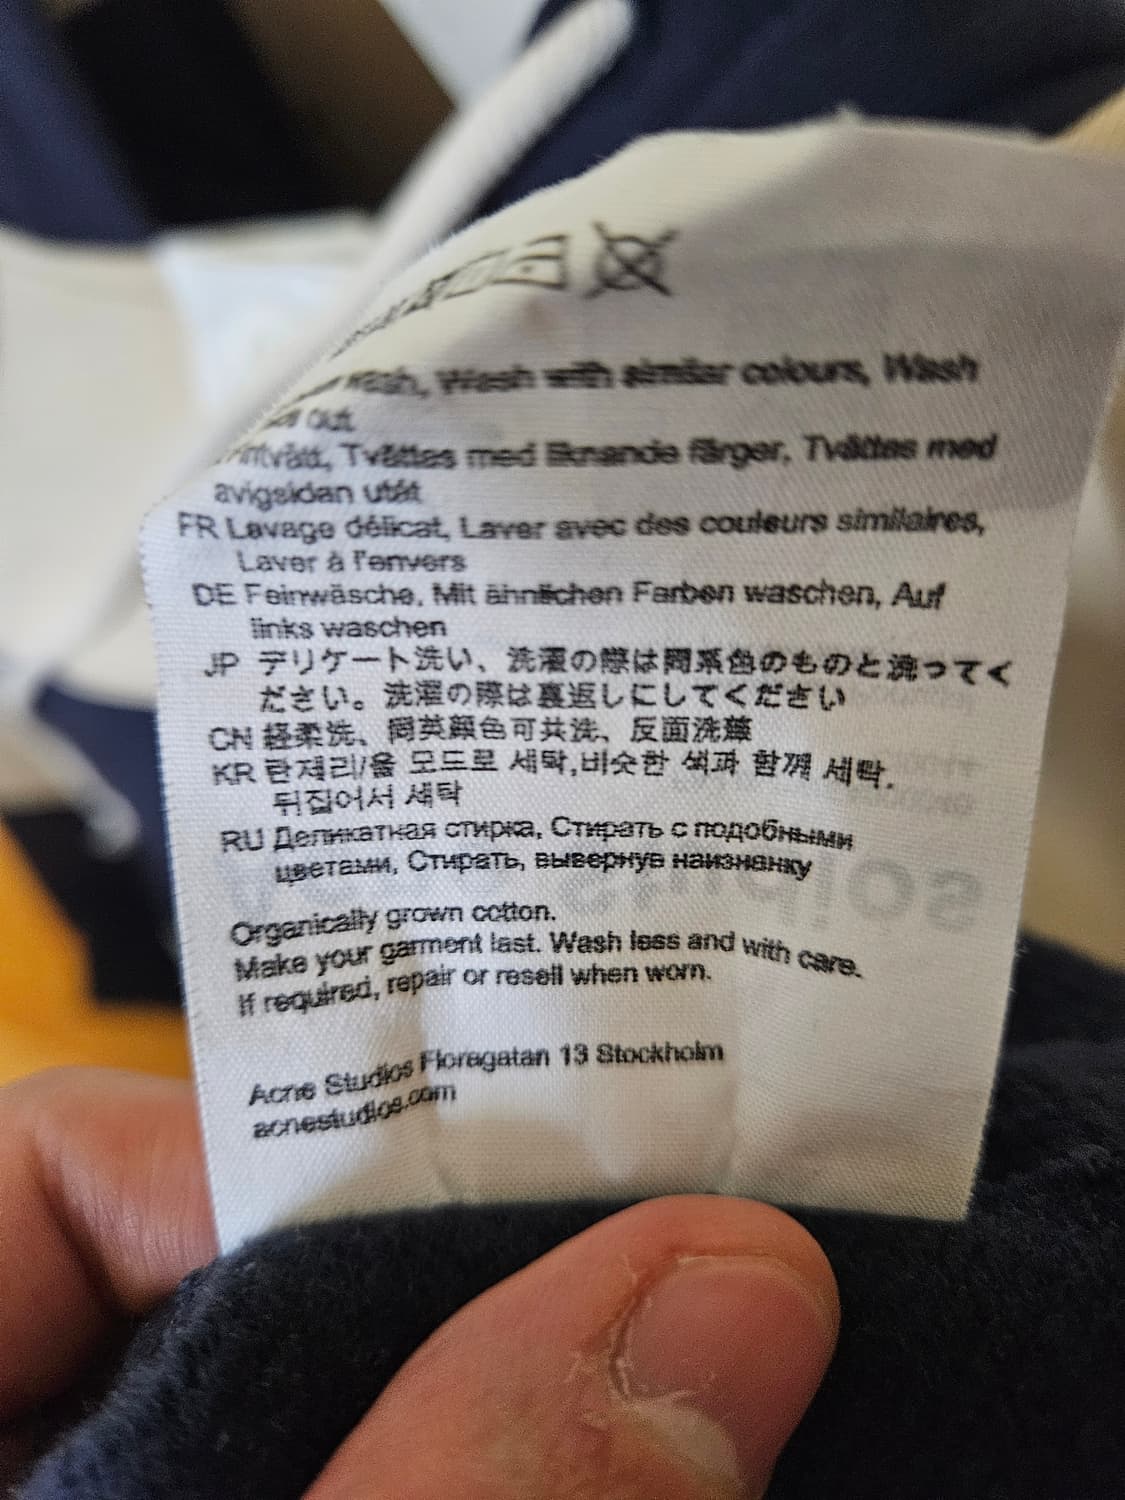 wash, Wash with similar colours, Wash
out
Tvättas med liknande färger, Tvättas med
avigsidan utåt
FR Lavage délicat, Laver avec des couleurs similaires,
Laver à l'envers
DE Feinwäsche, Mit ähnlichen Farben waschen, Auf
links waschen
JP デリケート洗い、洗濯の際は同系色のものと洗ってく
ださい。洗濯の際は裏返しにしてください
CN 轻柔洗、同类颜色可共洗、反面洗涤
KR 란제리/울 모드로 세탁,비슷한 색과 함께 세탁.
뒤집어서 세탁
RU Деликатная стирка, Стирать с подобными
цветами, Стирать, вывернув наизнанку
Organically grown cotton.
Make your garment last. Wash less and with care.
If required, repair or resell when worn.
Acne Studios Floragatan 13 Stockholm
acnestudios.com